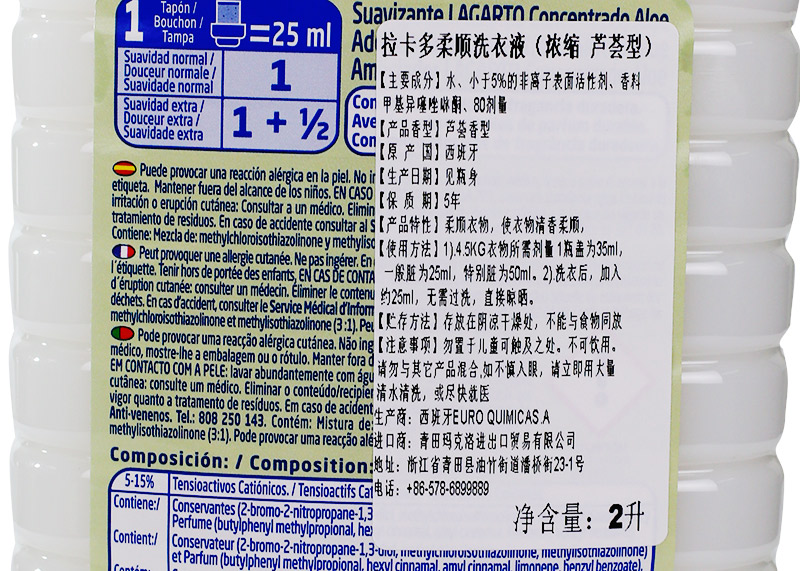 1 Tapón /
Bouchon /
Tampa
=25 ml
Suavidad normal /
Douceur normale /
Suavidade normal
1
Suavidad extra /
Douceur extra /
Suavidade extra
1 + ½
Suavizante LAGARTO Concentrado Aloe
Ado
Am
Con
Ave
Con
Puede provocar una reacción alérgica en la piel. No in
etiqueta. Mantener fuera del alcance de los niños. EN CASO
irritación o erupción cutánea: Consultar a un médico. Elimin
tratamiento de residuos. En caso de accidente consultar al S
Contiene: Mezcla de: methylchloroisothiazolinone y methyliso
Peut provoquer une allergie cutanée. Ne pas ingérer. En
l'étiquette. Tenir hors de portée des enfants, EN CAS DE CONTA
d'éruption cutanée: consulter un médecin. Éliminer le contenu
déchets. En cas d'accident, consulter le Service Médical d'Inform
methylchloroisothiazolinone et methylisothiazolinone (3:1). Peu
Pode provocar uma reacção alérgica cutânea. Não ing
médico, mostre-lhe a embalagem ou o rótulo. Manter fora d
EM CONTACTO COM A PELE: lavar abundantemente com águ
cutânea: consulte um médico. Eliminar o conteúdo/recipien
vigor quanto a tratamento de resíduos. Em caso de acident
Anti-venenos. Tel.: 808 250 143. Contém: Mistura de
methylisothiazolinone (3:1). Pode provocar uma reacção alé
Composición: / Composition:
5-15% Tensioactivos Catiónicos. / Tensioactifs Cat
Contiene:/ Conservantes (2-bromo-2-nitropropane-1,3
Perfume (butylphenyl methylpropional, hex
Contient:/ Conservateur (2-bromo-2-nitropropane-1,3-diol, methylchloroisothiazolinone, methylisothiazolinone)
et Parfum (butylphenyl methylpropional, hexyl cinnamal, amyl cinnamal, limonene, benzyl benzoate).
拉卡多柔顺洗衣液（浓缩 芦荟型）
【主要成分】水、小于5%的非离子表面活性剂、香料
甲基异噻唑啉酮、80剂量
【产品香型】芦荟香型
【原 产 国】西班牙
【生产日期】见瓶身
【保 质 期】5年
【产品特性】柔顺衣物，使衣物清香柔顺，
【使用方法】1).4.5KG衣物所需剂量 1瓶盖为35ml，
一般脏为25ml，特别脏为50ml。2).洗衣后，加入
约25ml，无需过洗，直接晾晒。
【贮存方法】存放在阴凉干燥处，不能与食物同放
【注意事项】勿置于儿童可触及之处。不可饮用。
请勿与其它产品混合,如不慎入眼，请立即用大量
清水清洗，或尽快就医
生产商：西班牙EURO QUIMICAS.A
进口商：青田玛克洛进出口贸易有限公司
地址：浙江省青田县油竹街道潘桥街23-1号
电话：+86-578-6899889
净含量：2升